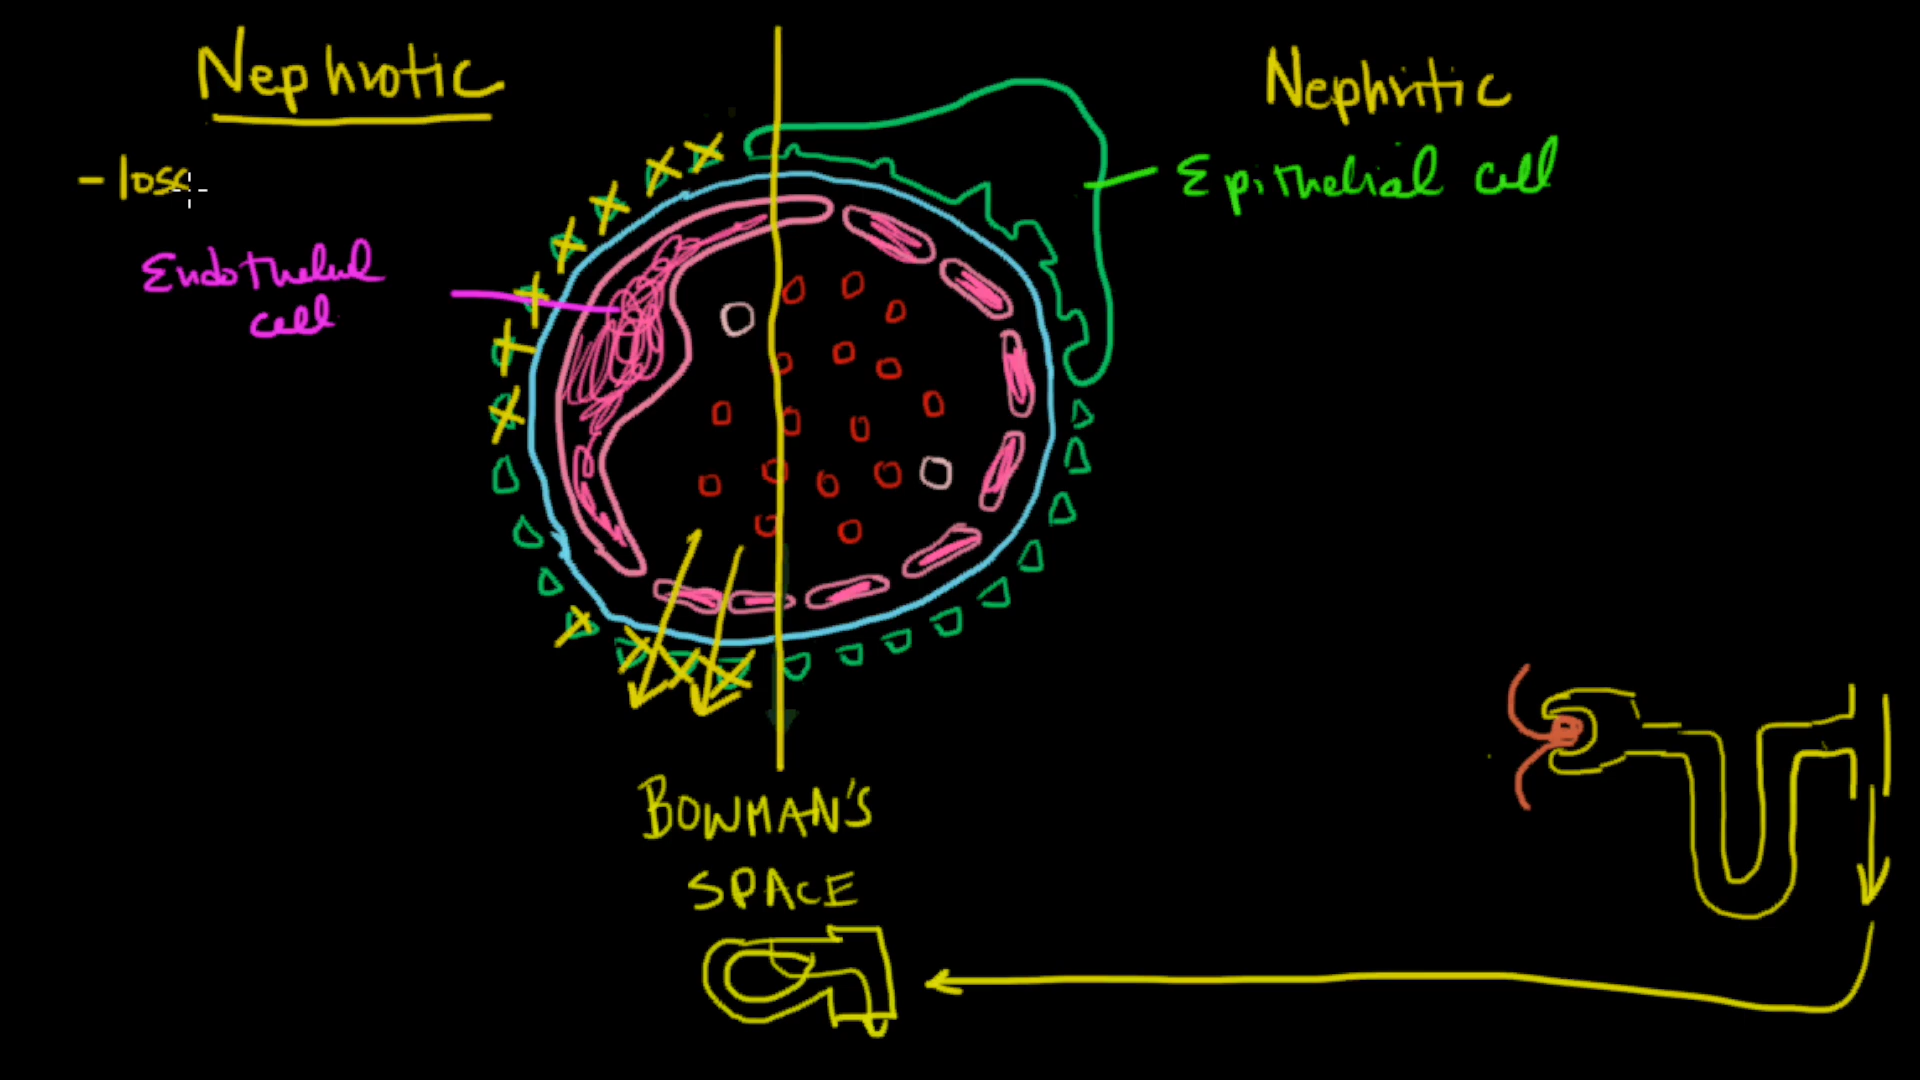 Nephrotic
- loss
Endothelial
cell
Nephritic
Epithelial cell
BOWMAN'S
SPACE